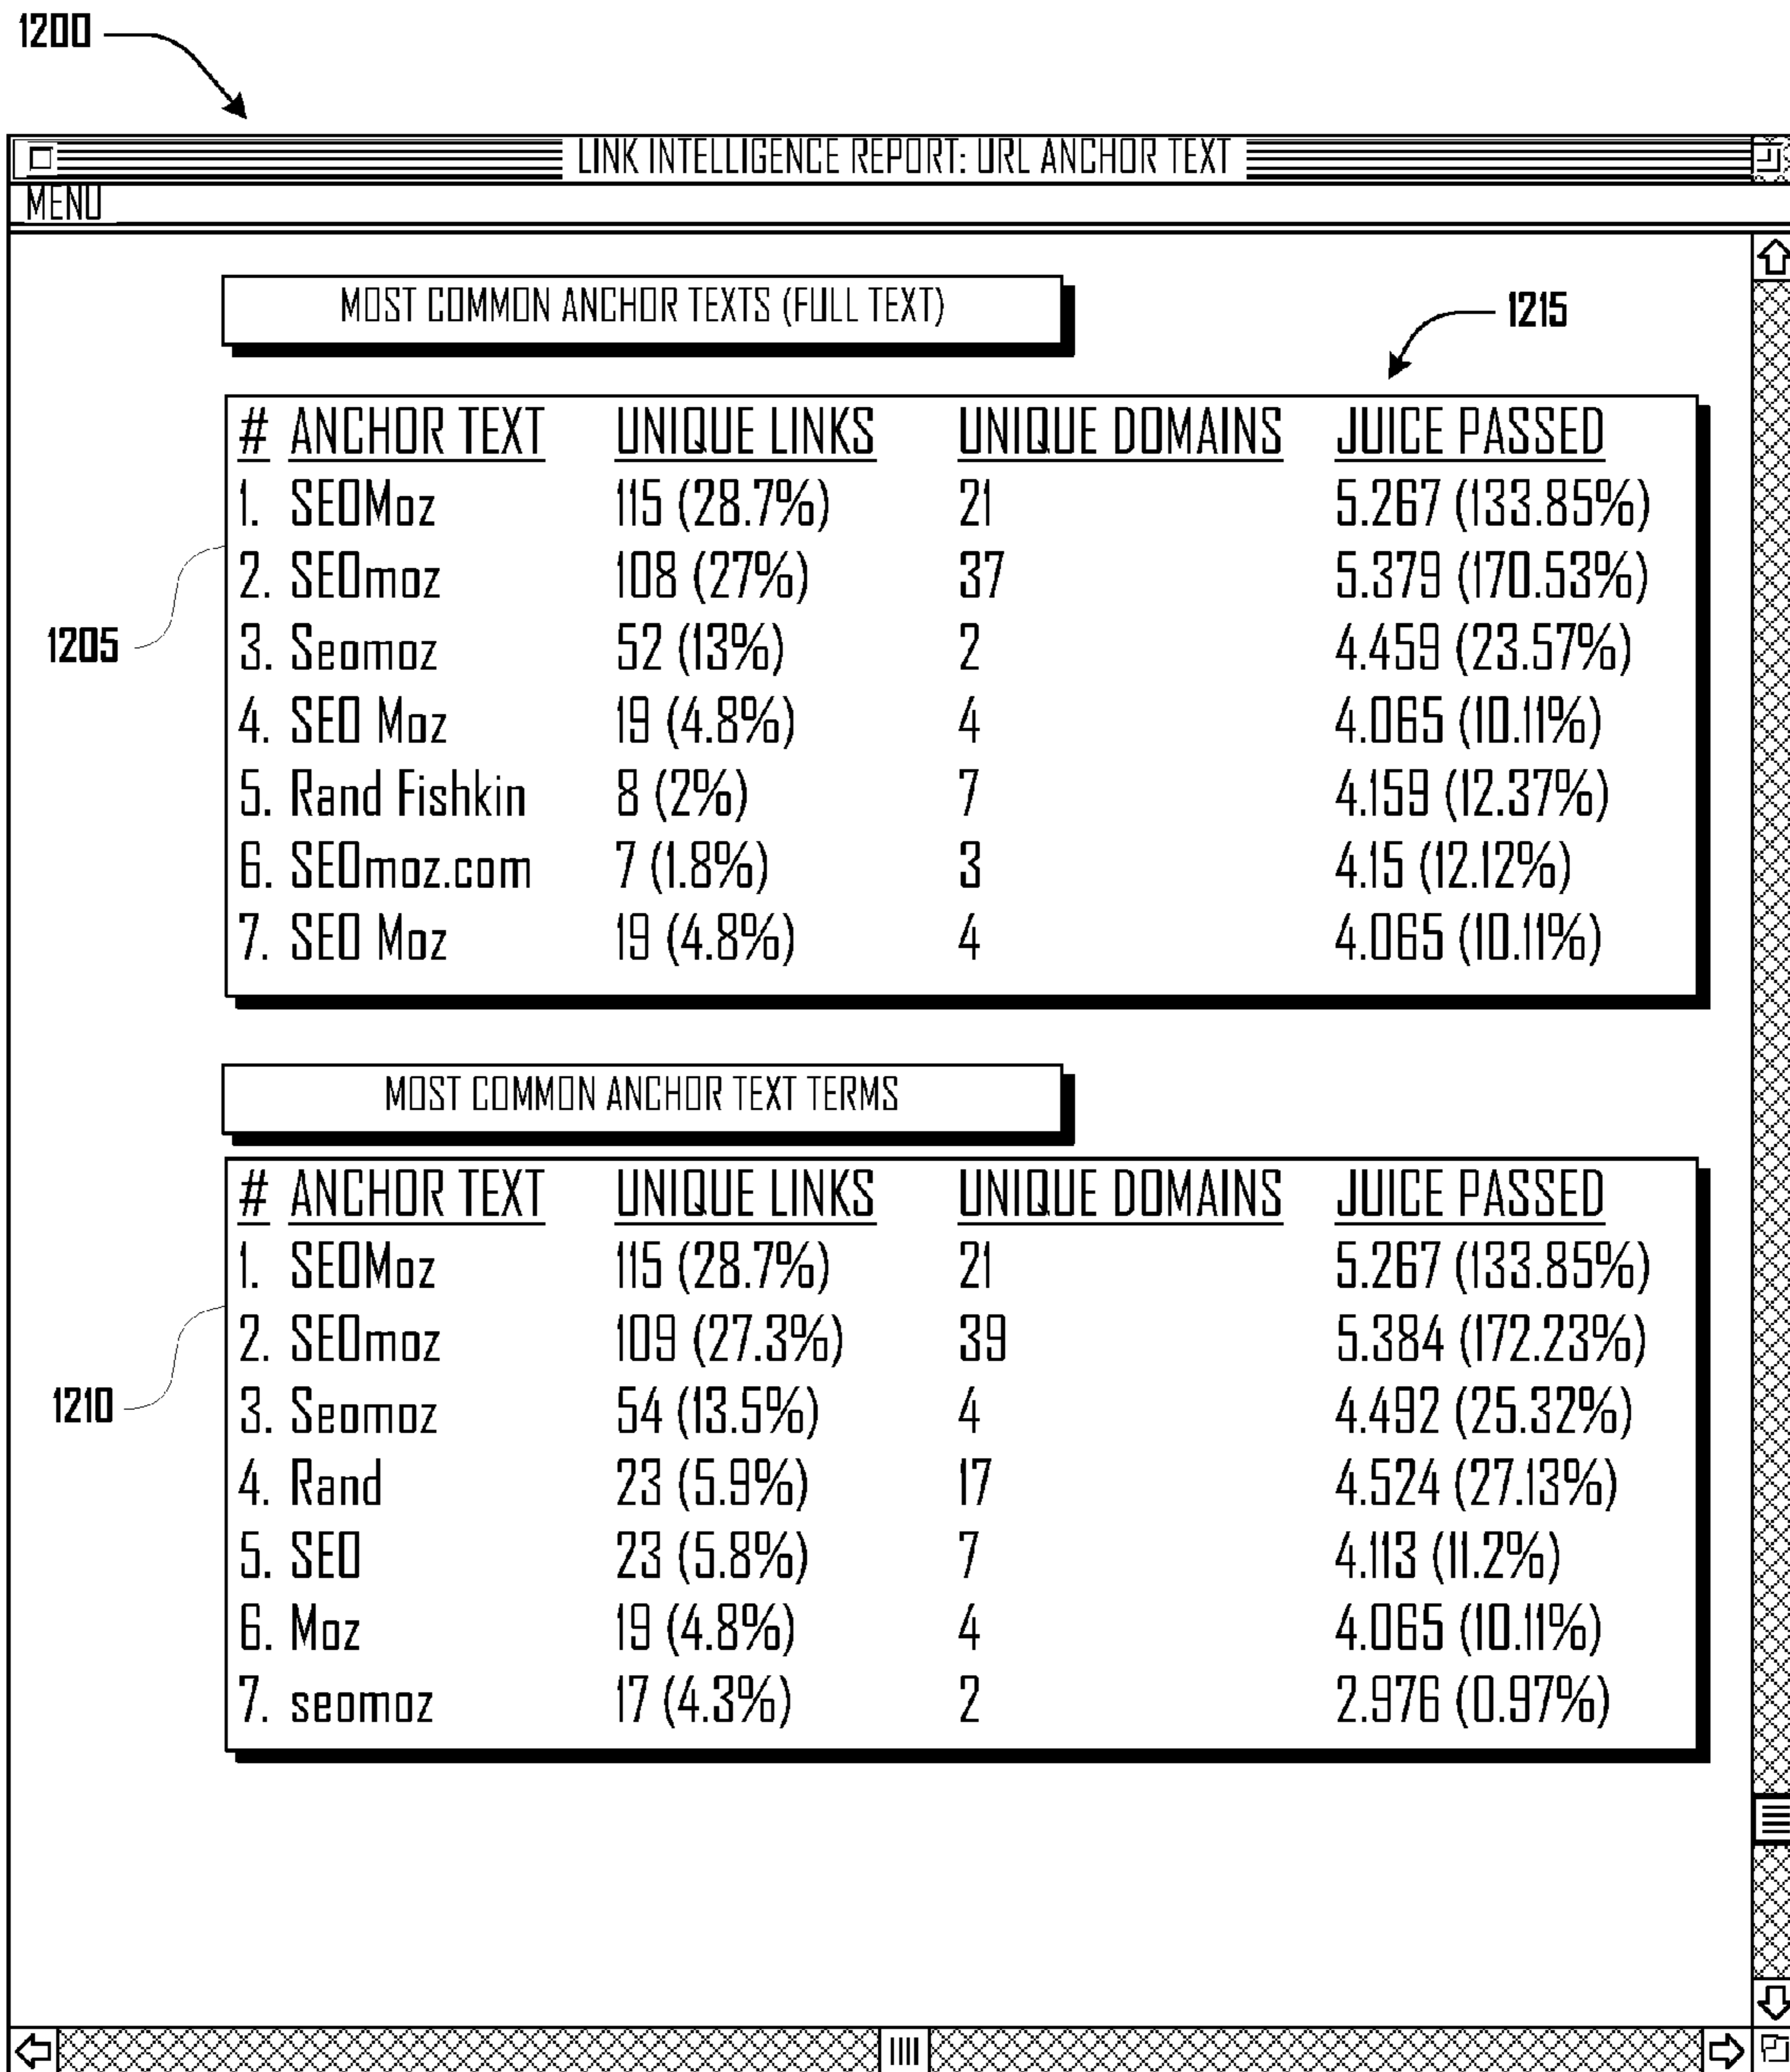 1200
LINK INTELLIGENCE REPORT: URL ANCHOR TEXT
MENU
MOST COMMON ANCHOR TEXTS (FULL TEXT)
1215
# ANCHOR TEXT UNIQUE LINKS UNIQUE DOMAINS JUICE PASSED
1. SEOMoz 115 (28.7%) 21 5.267 (133.85%)
2. SEOmoz 108 (27%) 37 5.379 (170.53%)
1205
3. Seomoz 52 (13%) 2 4.459 (23.57%)
4. SEO Moz 19 (4.8%) 4 4.065 (10.11%)
5. Rand Fishkin 8 (2%) 7 4.159 (12.37%)
6. SEOmoz.com 7 (1.8%) 3 4.15 (12.12%)
7. SEO Moz 19 (4.8%) 4 4.065 (10.11%)
MOST COMMON ANCHOR TEXT TERMS
# ANCHOR TEXT UNIQUE LINKS UNIQUE DOMAINS JUICE PASSED
1. SEOMoz 115 (28.7%) 21 5.267 (133.85%)
2. SEOmoz 109 (27.3%) 39 5.384 (172.23%)
1210
3. Seomoz 54 (13.5%) 4 4.492 (25.32%)
4. Rand 23 (5.9%) 17 4.524 (27.13%)
5. SEO 23 (5.8%) 7 4.113 (11.2%)
6. Moz 19 (4.8%) 4 4.065 (10.11%)
7. seomoz 17 (4.3%) 2 2.976 (0.97%)